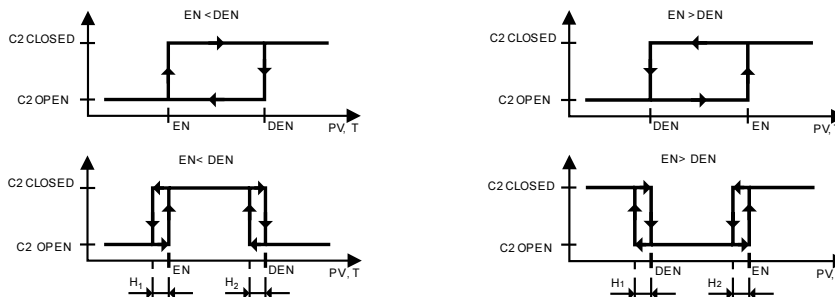 EN <DEN
C2 CLOSED
C2 OPEN
EN
DEN
PV, T
EN >DEN
C2 CLOSED
C2 OPEN
DEN
EN
PV,
EN< DEN
C2 CLOSED
C2 OPEN
EN
DEN
PV, T
H1
H2
EN> DEN
C2 CLOSED
C2 OPEN
DEN
EN
PV,
H1
H2